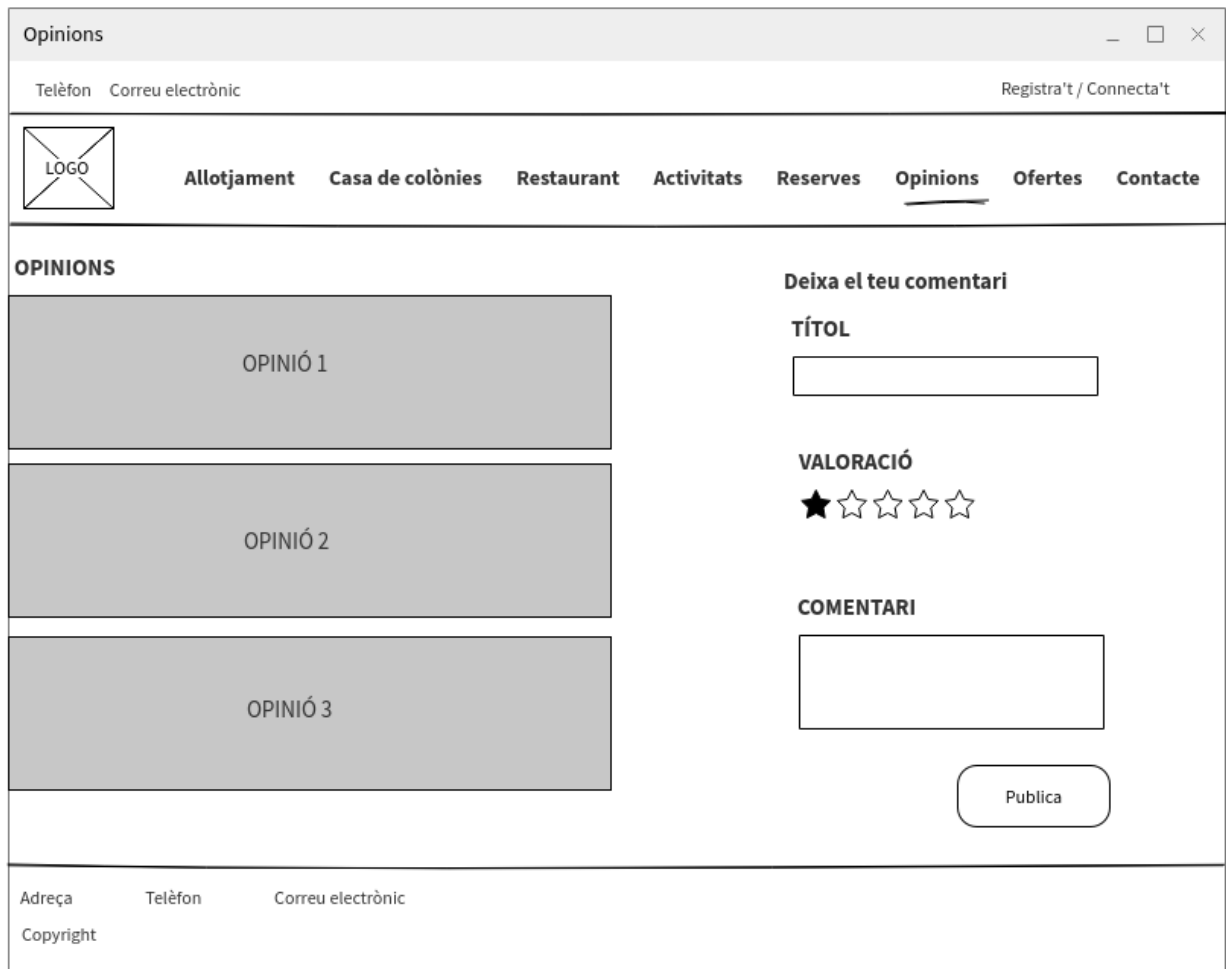 Opinions
Telèfon Correu electrònic Registra't / Connecta't
LOGO
Allotjament Casa de colònies Restaurant Activitats Reserves Opinions Ofertes Contacte
OPINIONS
OPINIÓ 1
OPINIÓ 2
OPINIÓ 3
Deixa el teu comentari
TÍTOL
VALORACIÓ
COMENTARI
Publica
Adreça Telèfon Correu electrònic
Copyright